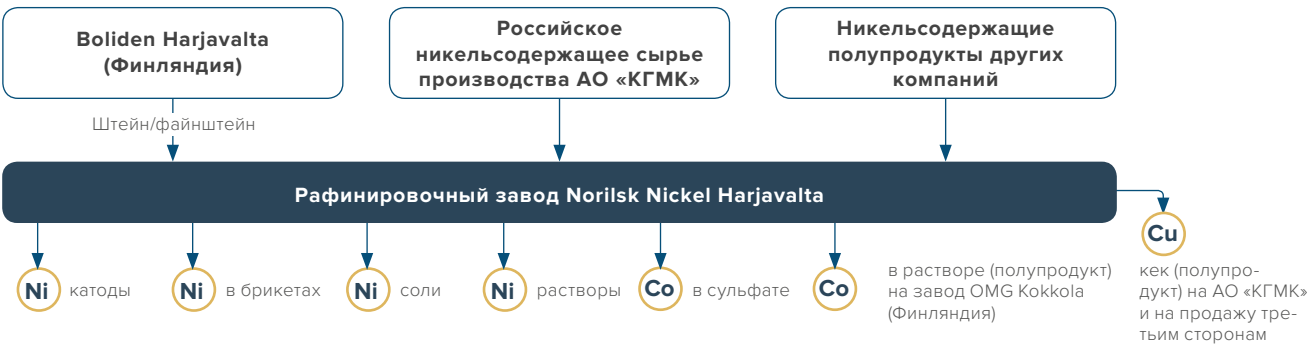 Boliden Harjavalta
(Финляндия)
Российское
никельсодержащее сырье
производства АО «КГМК»
Никельсодержащие
полупродукты других
компаний
Штейн/файнштейн
Рафинировочный завод Norilsk Nickel Harjavalta
Ni катоды
Ni в брикетах
Ni соли
Ni растворы
Co в сульфате
Co
в растворе (полупродукт)
на завод OMG Kokkola
(Финляндия)
Cu
кек (полупро-
дукт) на АО «КГМК»
и на продажу тре-
тьим сторонам